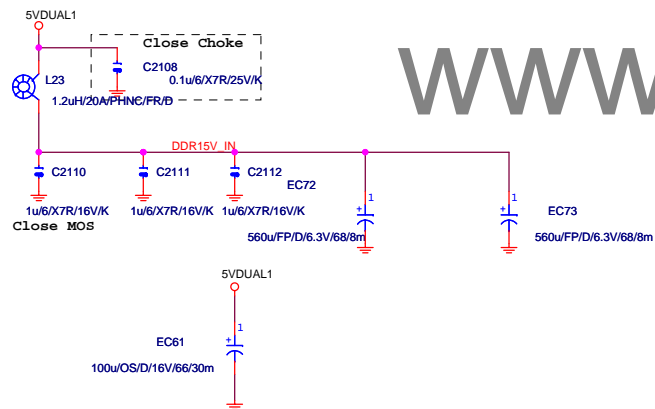 5VDUAL1
Close Choke
C2108
0.1u/6/X7R/25V/K
L23
1.2uH/20A/PHNC/FR/D
WWW
DDR15V_IN
C2110
C2111
C2112
EC72
1
1
EC73
1u/6/X7R/16V/K
1u/6/X7R/16V/K
1u/6/X7R/16V/K
Close MOS
560u/FP/D/6.3V/68/8m
560u/FP/D/6.3V/68/8m
5VDUAL1
1
EC61
100u/OS/D/16V/66/30m